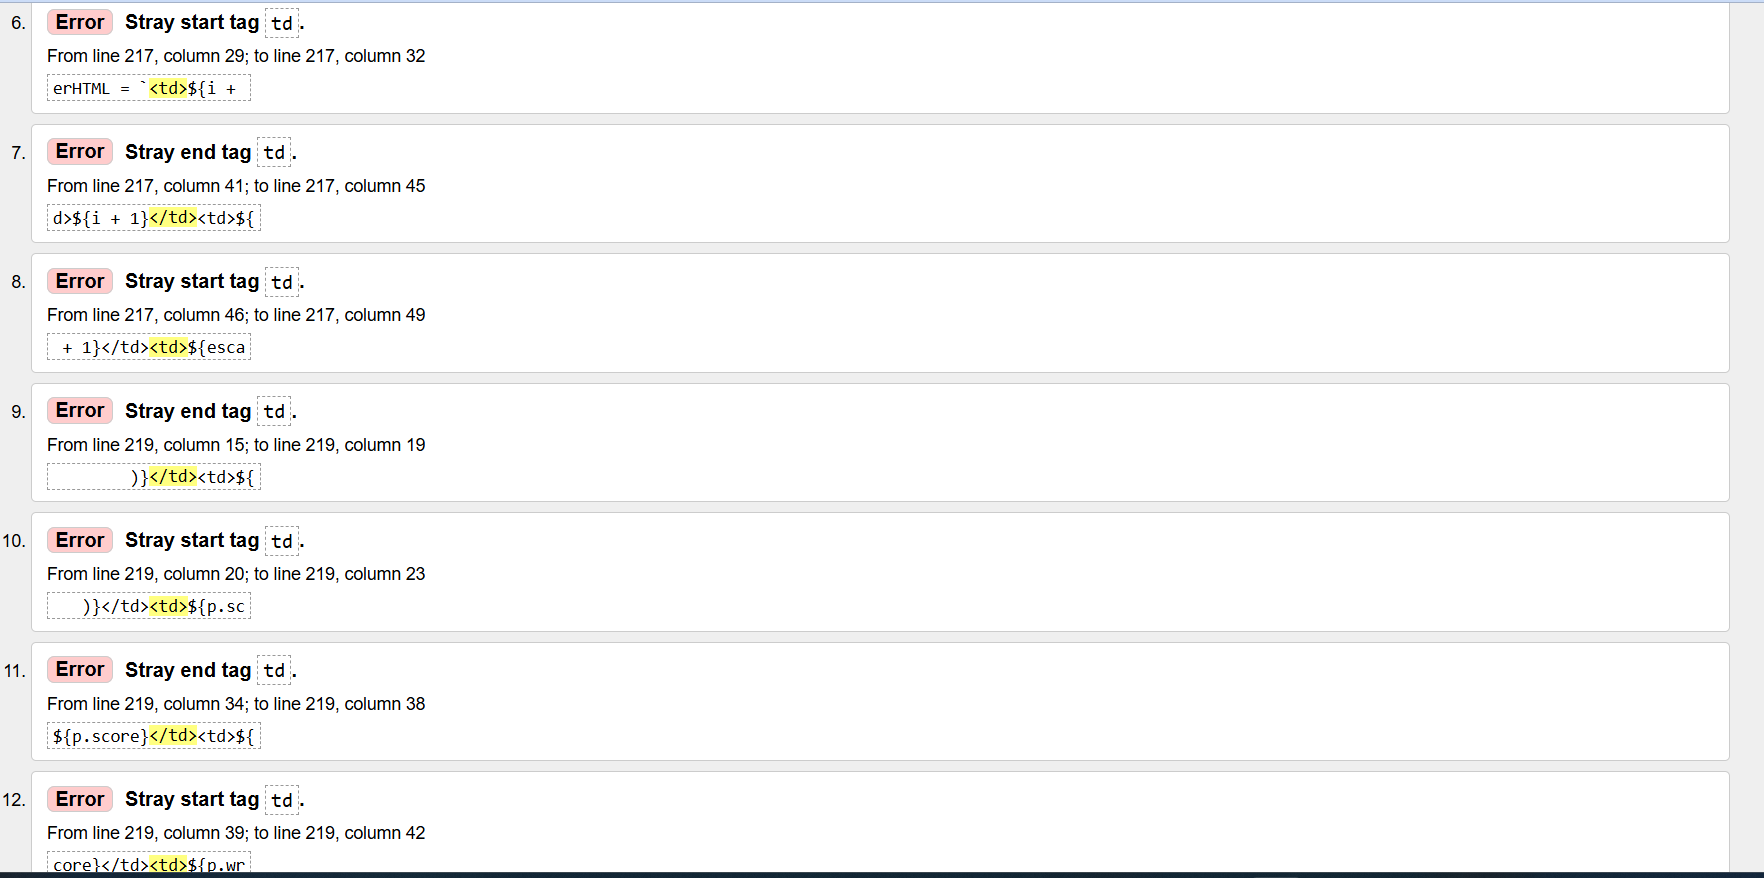 6. Error Stray start tag td.
From line 217, column 29; to line 217, column 32
erHTML = `<td>${i +
7. Error Stray end tag td.
From line 217, column 41; to line 217, column 45
d>${i + 1}</td><td>${
8. Error Stray start tag td.
From line 217, column 46; to line 217, column 49
+ 1}</td><td>${esca
9. Error Stray end tag td.
From line 219, column 15; to line 219, column 19
)}</td><td>${
10. Error Stray start tag td.
From line 219, column 20; to line 219, column 23
)}</td><td>${p.sc
11. Error Stray end tag td.
From line 219, column 34; to line 219, column 38
${p.score}</td><td>${
12. Error Stray start tag td.
From line 219, column 39; to line 219, column 42
core}</td><td>${p.wr